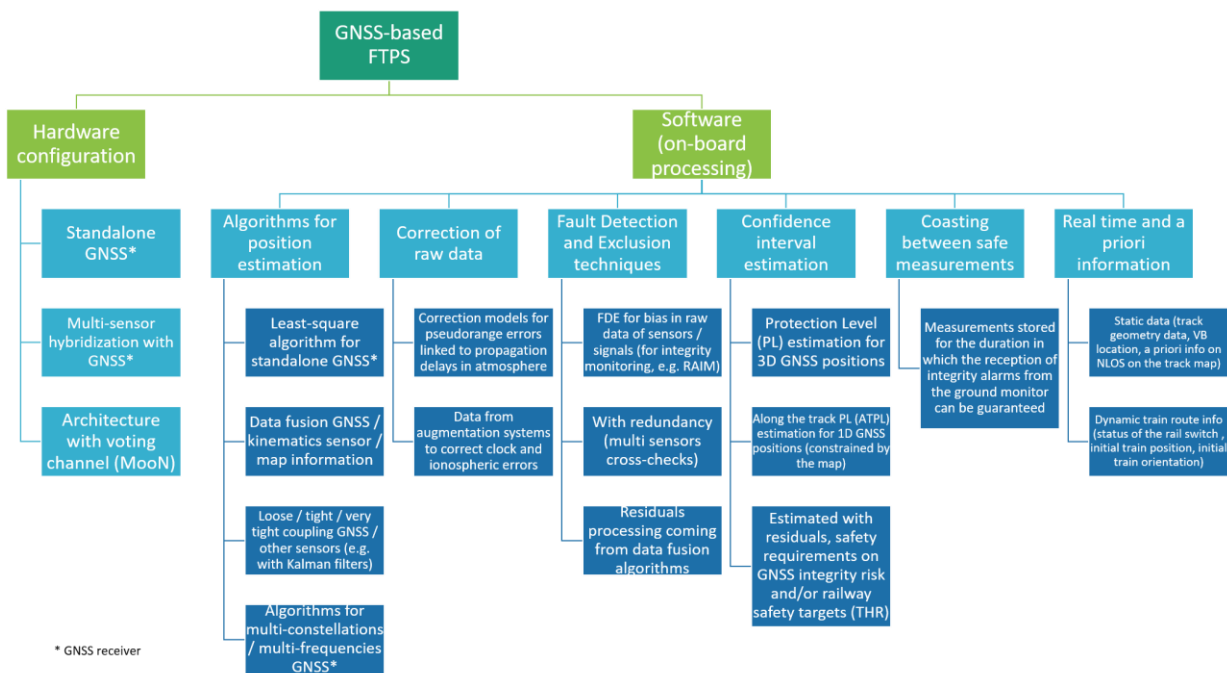 GNSS-based
FTPS
Hardware
configuration
Software
(on-board
processing)
Standalone
GNSS*
Multi-sensor
hybridization with
GNSS*
Architecture
with voting
channel (MooN)
Algorithms for
position
estimation
Least-square
algorithm for
standalone GNSS*
Data fusion GNSS /
kinematics sensor /
map information
Loose / tight / very
tight coupling GNSS /
other sensors (e.g.
with Kalman filters)
Algorithms for
multi-constellations
/ multi-frequencies
GNSS*
Correction of
raw data
Correction models for
pseudorange errors
linked to propagation
delays in atmosphere
Data from
augmentation systems
to correct clock and
ionospheric errors
Fault Detection
and Exclusion
techniques
FDE for bias in raw
data of sensors /
signals (for integrity
monitoring, e.g. RAIM)
With redundancy
(multi sensors
cross-checks)
Residuals
processing coming
from data fusion
algorithms
Confidence
interval
estimation
Protection Level
(PL) estimation for
3D GNSS positions
Along the track PL (ATPL)
estimation for 1D GNSS
positions (constrained by
the map)
Estimated with
residuals, safety
requirements on
GNSS integrity risk
and/or railway
safety targets (THR)
Coasting
between safe
measurements
Measurements stored
for the duration in
which the reception of
integrity alarms from
the ground monitor
can be guaranteed
Real time and a
priori
information
Static data (track
geometry data, VB
location, a priori info on
NLOS on the track map)
Dynamic train route info
(status of the rail switch ,
initial train position, initial
train orientation)
* GNSS receiver